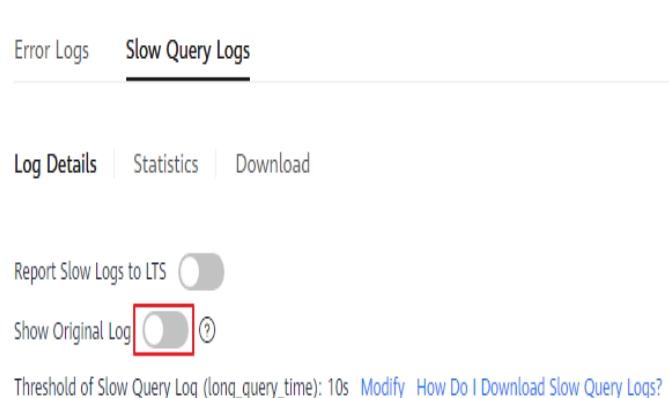 Error Logs Slow Query Logs
Log Details Statistics Download
Report Slow Logs to LTS
Show Original Log ?
Threshold of Slow Query Log (long_query_time): 10s Modify How Do I Download Slow Query Logs?